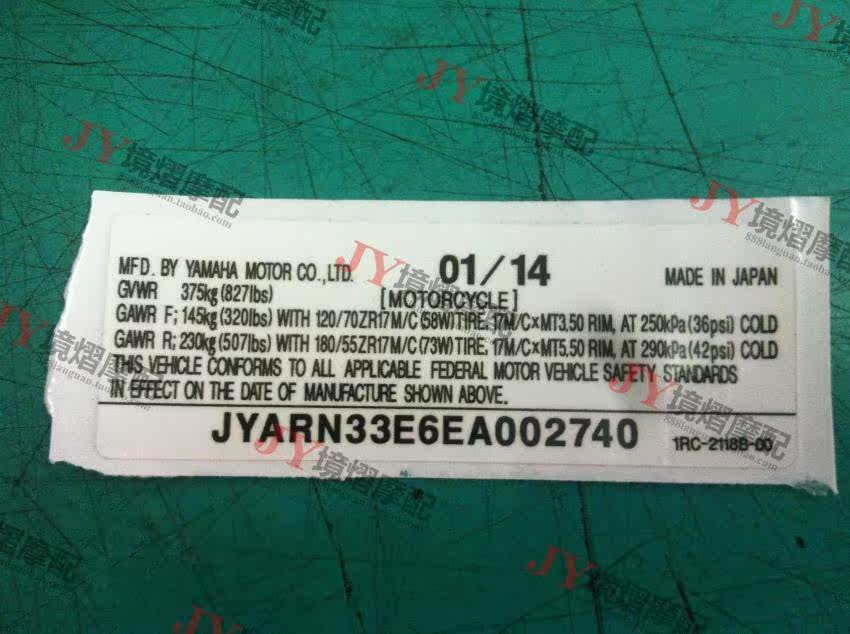 MFD. BY YAMAHA MOTOR CO.,LTD. 01/14 MADE IN JAPAN
GVWR 375kg(827lbs) [MOTORCYCLE]
GAWR F; 145kg(320lbs) WITH 120/70ZR17M/C(58W)TIRE; 17M/C×MT3.50 RIM, AT 250kPa(36psi) COLD
GAWR R; 230kg(507lbs) WITH 180/55ZR17M/C(73W)TIRE; 17M/C×MT5.50 RIM, AT 290kPa(42psi) COLD
THIS VEHICLE CONFORMS TO ALL APPLICABLE FEDERAL MOTOR VEHICLE SAFETY STANDARDS
IN EFFECT ON THE DATE OF MANUFACTURE SHOWN ABOVE.
JYARN33E6EA002740 1RC-2118B-00
JY境熠摩配
888languan.taobao.com